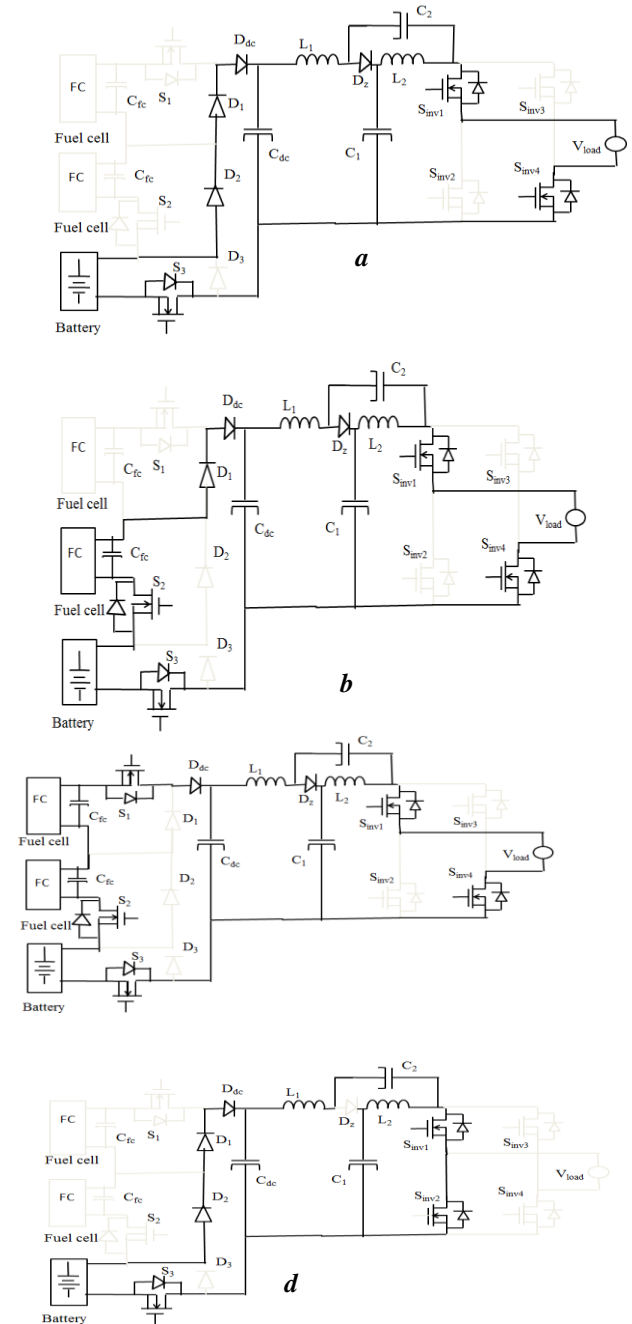 C2
Ddc
L1
FC
Dz
L2
Cfc
S1
Sinv1
Sinv3
D1
Fuel cell
Cdc
C1
Vload
FC
Cfc
D2
Sinv2
Sinv4
S2
Fuel cell
D3
S3
a
Battery
C2
Ddc
L1
FC
Dz
L2
Cfc
S1
D1
Sinv1
Sinv3
Fuel cell
Cdc
C1
Vload
FC
Cfc
D2
Sinv2
Sinv4
S2
Fuel cell
D3
S3
b
Battery
C2
Ddc
L1
FC
Dz
L2
Cfc
S1
D1
Sinv1
Sinv3
Fuel cell
Cdc
C1
Vload
FC
Cfc
D2
Sinv2
Sinv4
S2
Fuel cell
D3
S3
Battery
C2
Ddc
L1
FC
Dz
L2
Cfc
S1
D1
Sinv1
Sinv3
Fuel cell
Cdc
C1
Vload
FC
Cfc
D2
Sinv2
Sinv4
S2
Fuel cell
D3
S3
d
Battery